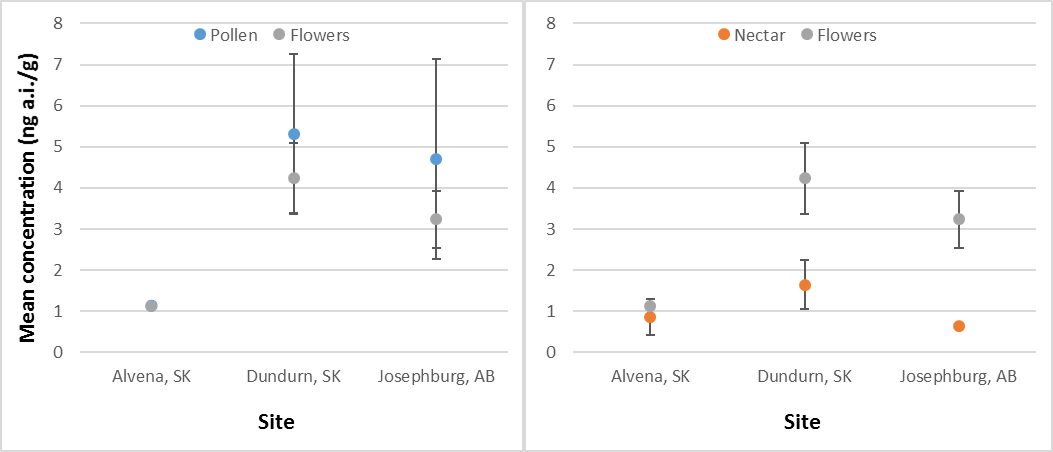 Mean concentration (ng a.i./g)
8
7
6
5
4
3
2
1
0
Pollen Flowers
Alvena, SK Dundurn, SK Josephburg, AB
Site
8
7
6
5
4
3
2
1
0
Nectar Flowers
Alvena, SK Dundurn, SK Josephburg, AB
Site